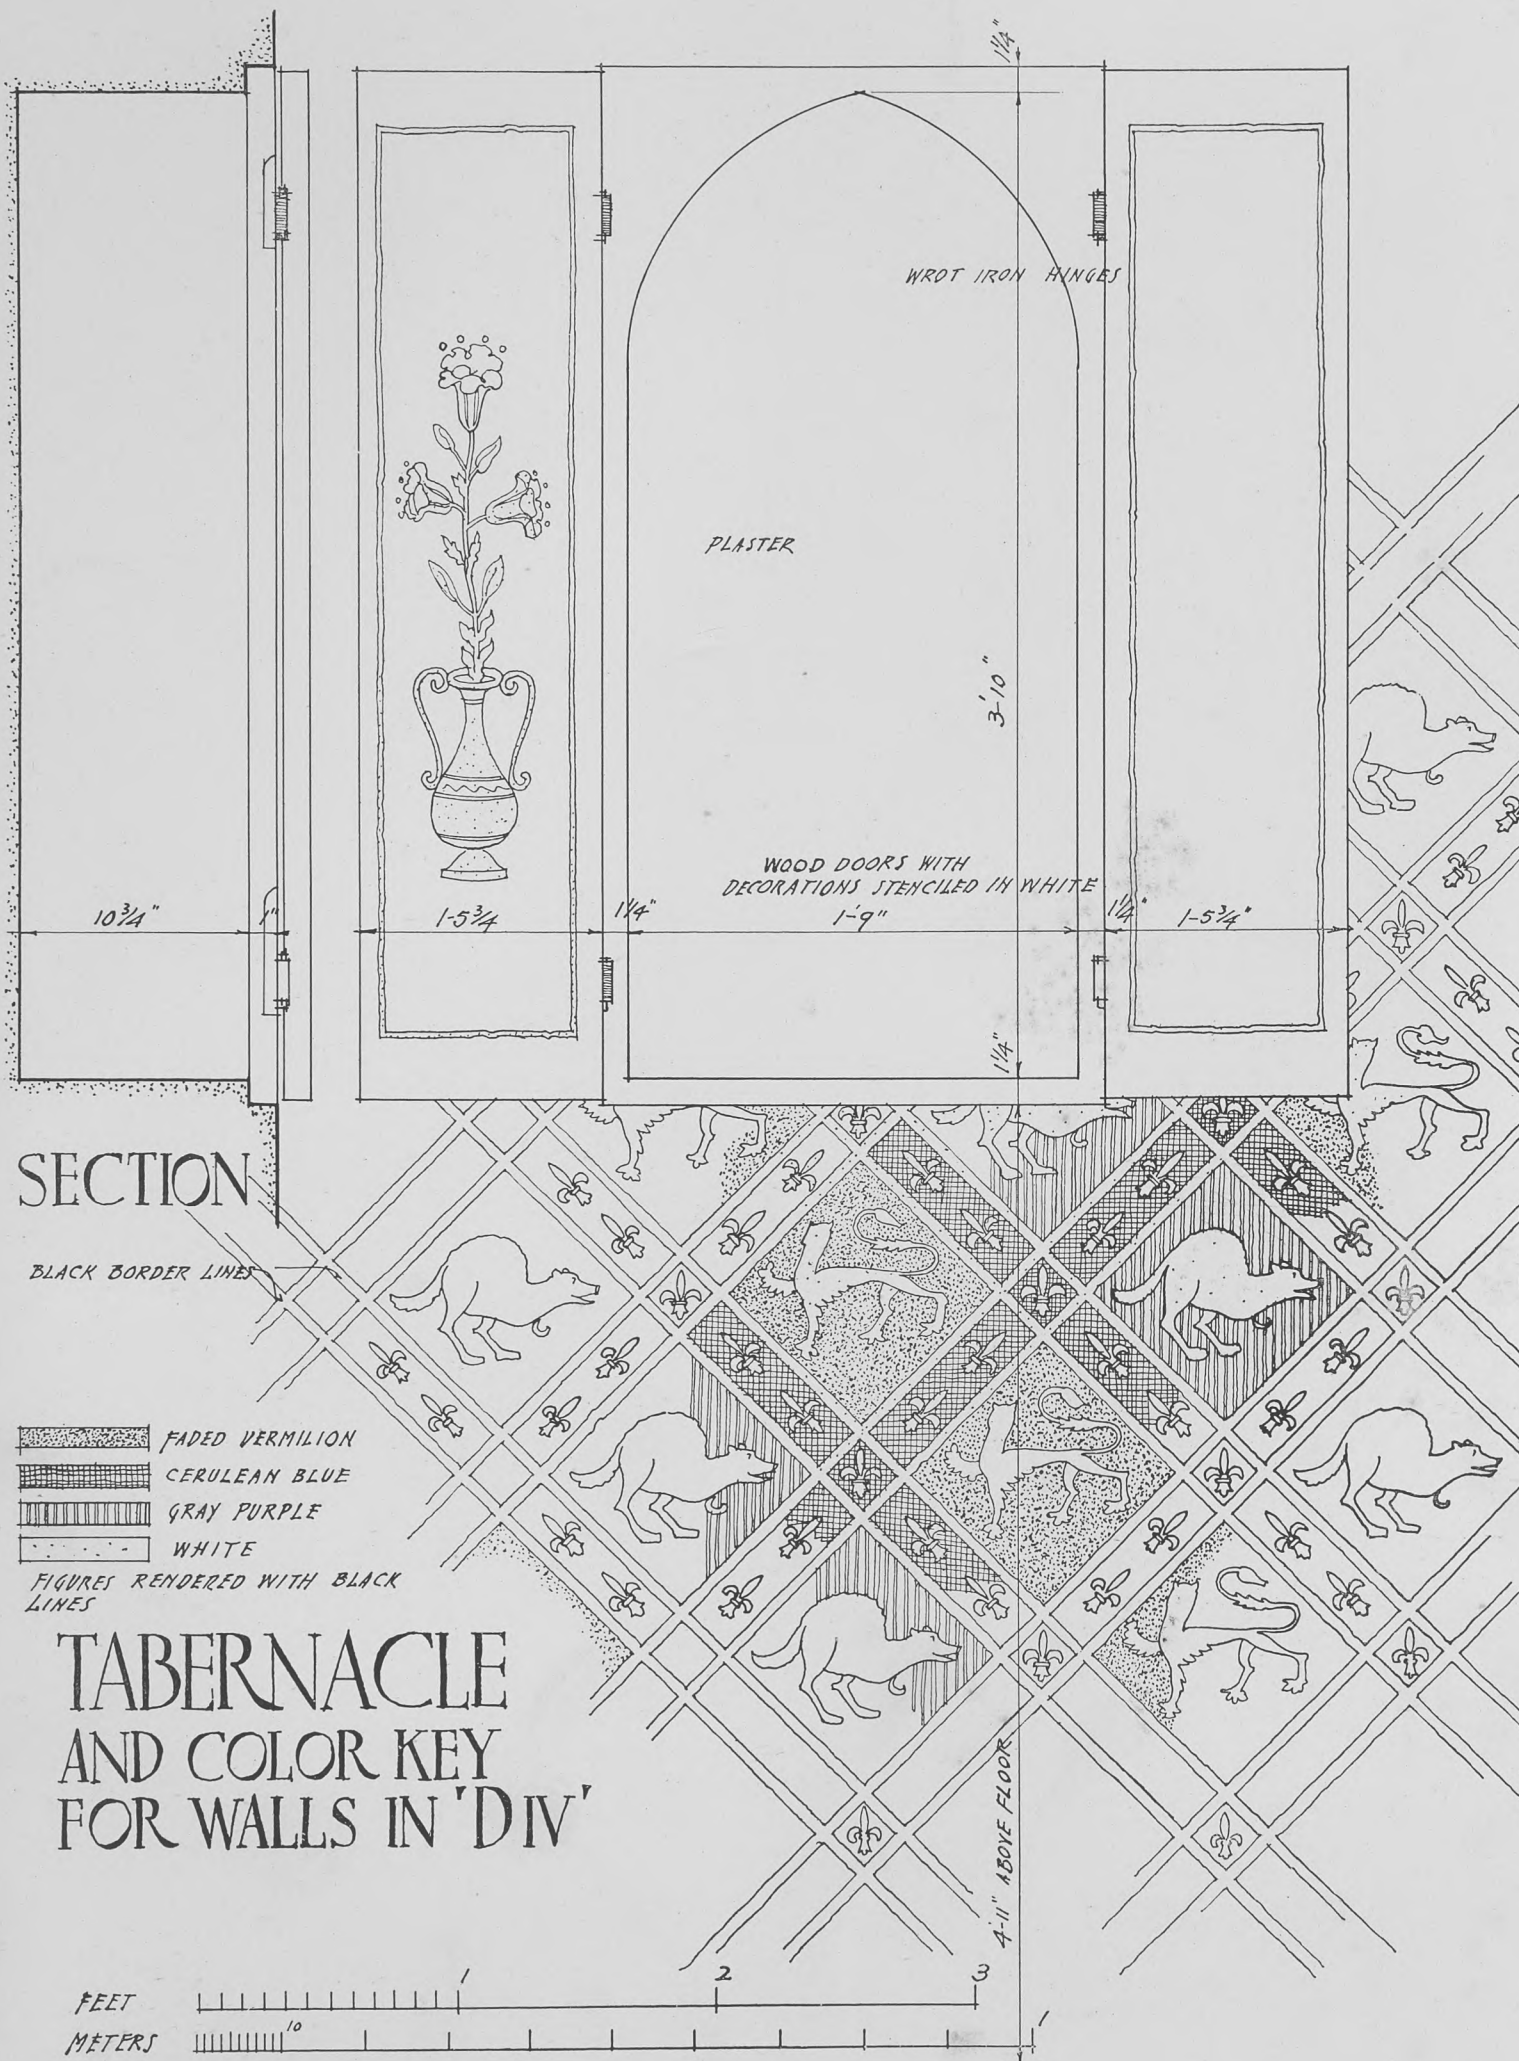 1¼"
WROT IRON HINGES
PLASTER
3'-10"
WOOD DOORS WITH
DECORATIONS STENCILED IN WHITE
10¾"
1"
1-5¾
1¼"
1'-9"
1¼"
1-5¾"
1¼"
SECTION
BLACK BORDER LINES
FADED VERMILION
CERULEAN BLUE
GRAY PURPLE
WHITE
FIGURES RENDERED WITH BLACK
LINES
TABERNACLE
AND COLOR KEY
FOR WALLS IN 'DIV'
4'-11" ABOVE FLOOR
FEET 1 2 3
METERS 10 1